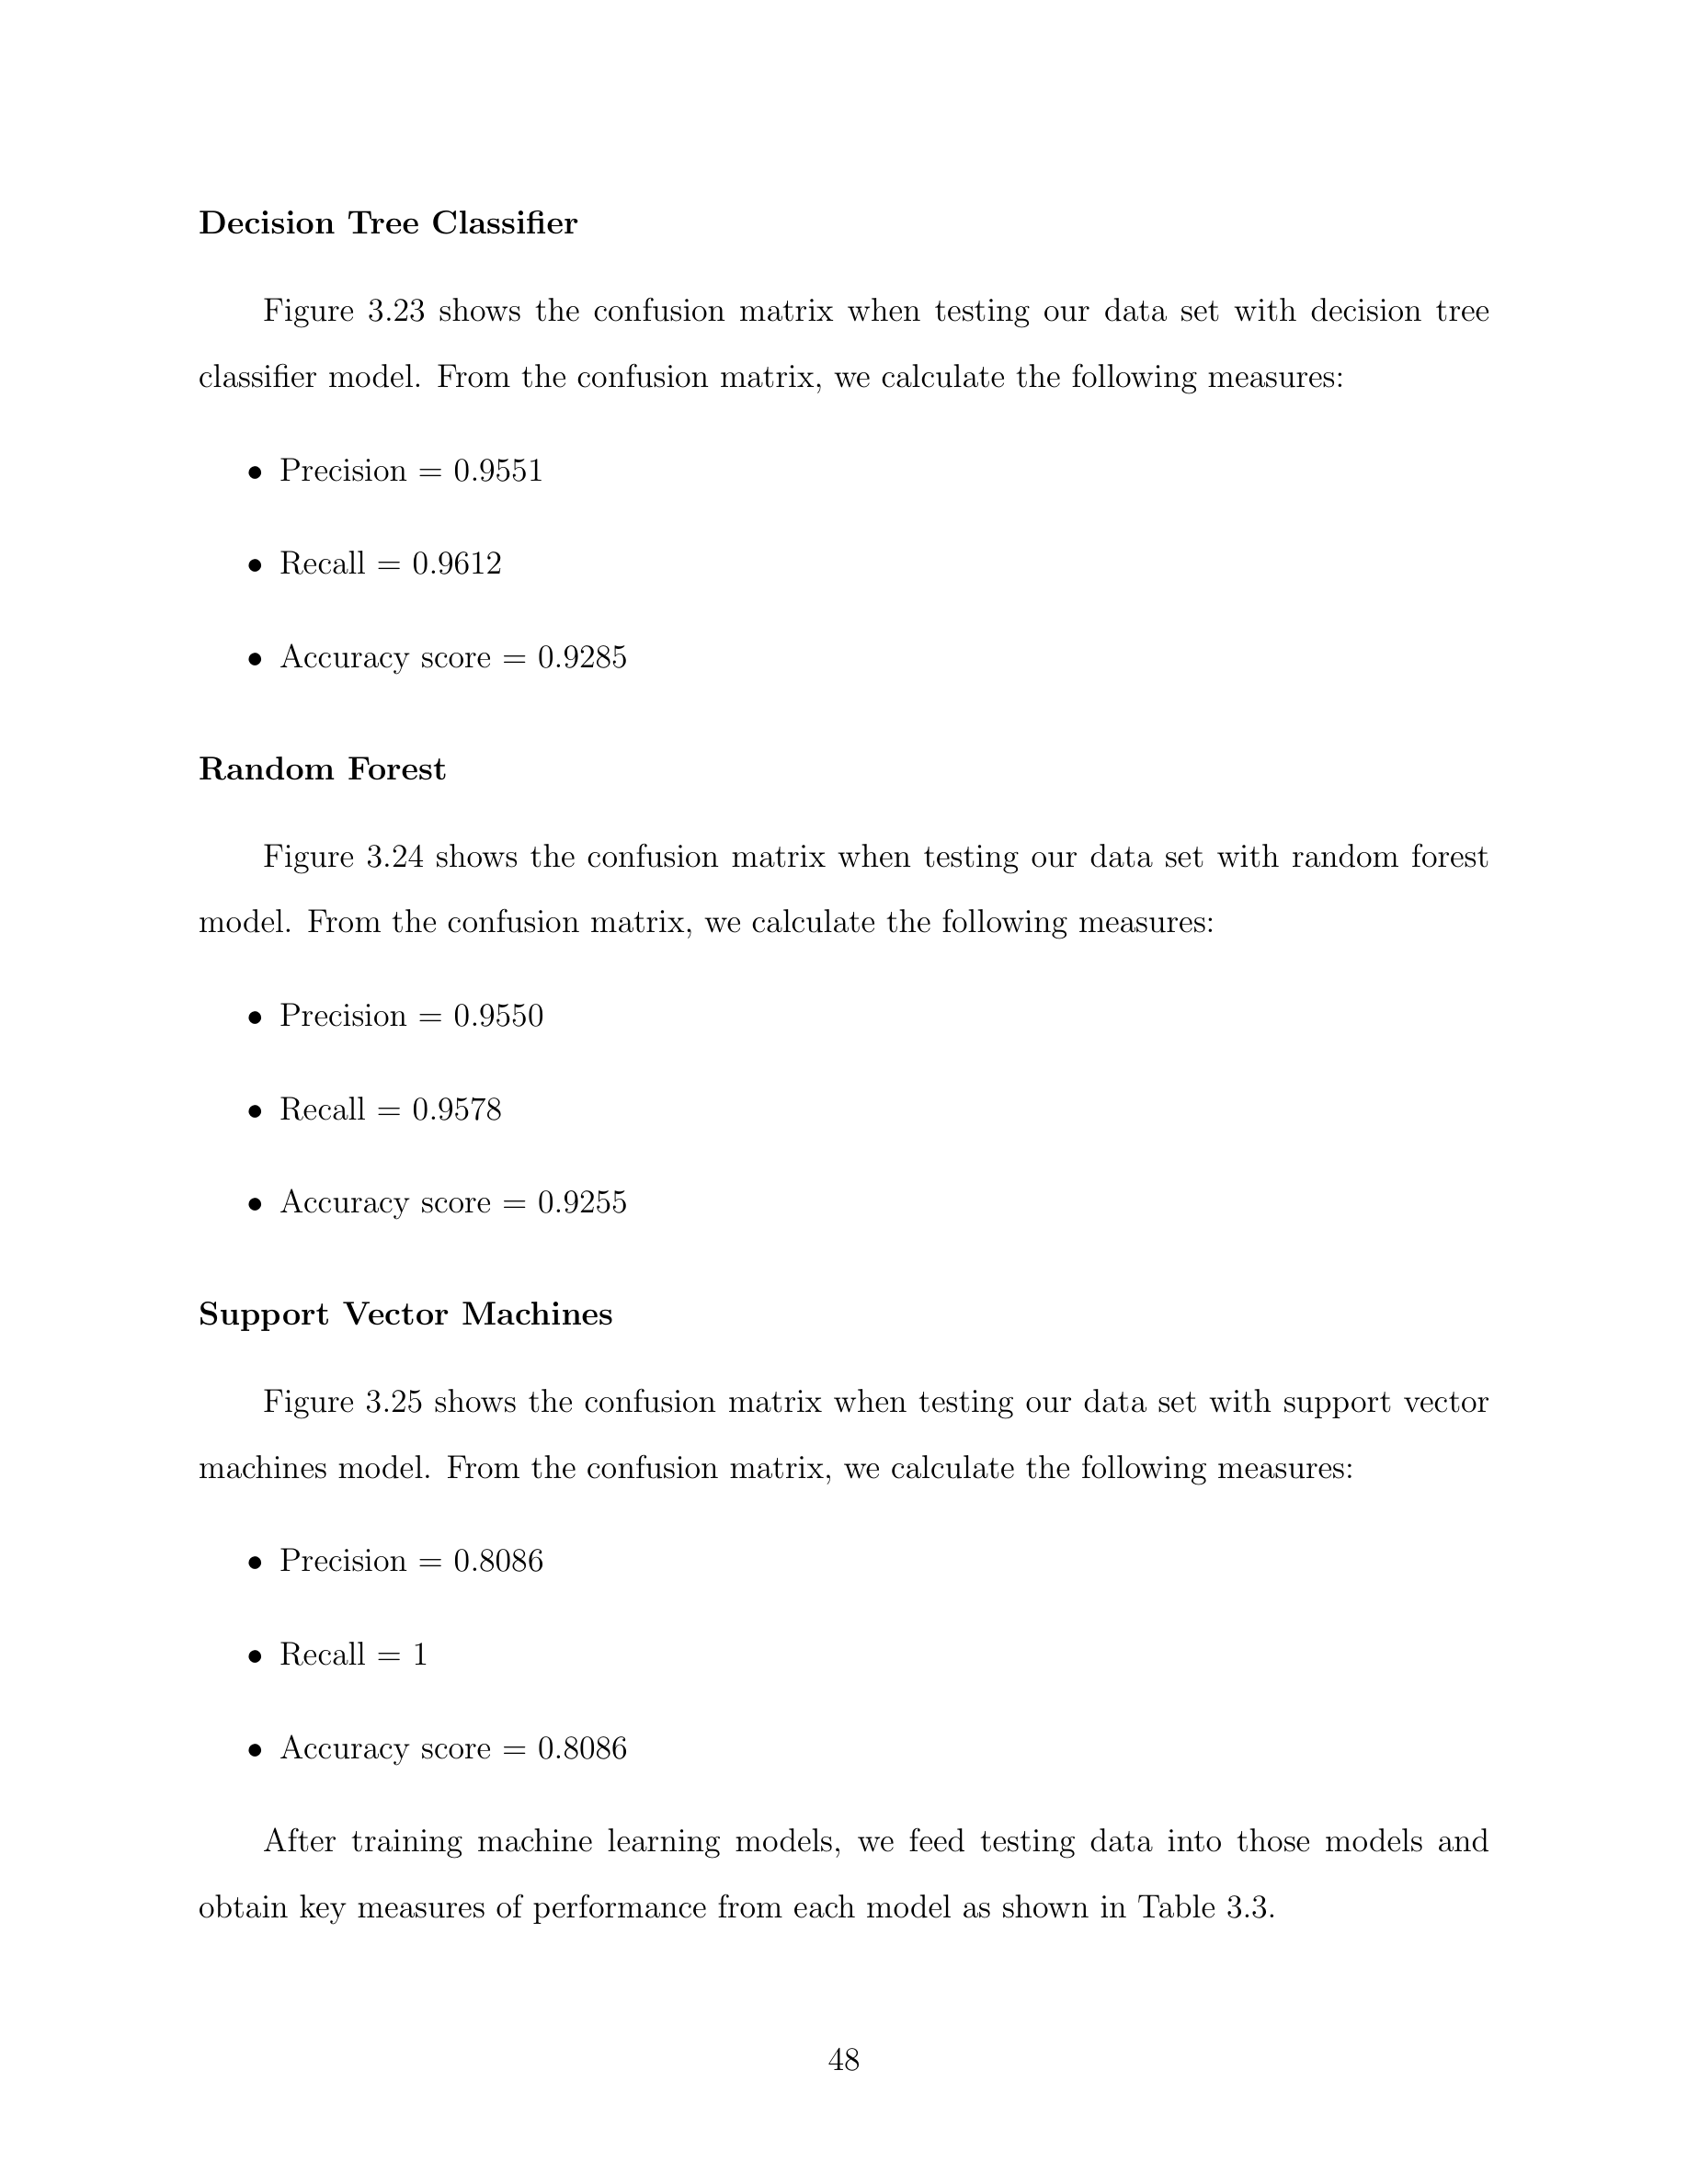 Decision Tree Classifier
Figure 3.23 shows the confusion matrix when testing our data set with decision tree
classifier model. From the confusion matrix, we calculate the following measures:
• Precision = 0.9551
• Recall = 0.9612
• Accuracy score = 0.9285
Random Forest
Figure 3.24 shows the confusion matrix when testing our data set with random forest
model. From the confusion matrix, we calculate the following measures:
• Precision = 0.9550
• Recall = 0.9578
• Accuracy score = 0.9255
Support Vector Machines
Figure 3.25 shows the confusion matrix when testing our data set with support vector
machines model. From the confusion matrix, we calculate the following measures:
• Precision = 0.8086
• Recall = 1
• Accuracy score = 0.8086
After training machine learning models, we feed testing data into those models and
obtain key measures of performance from each model as shown in Table 3.3.
48